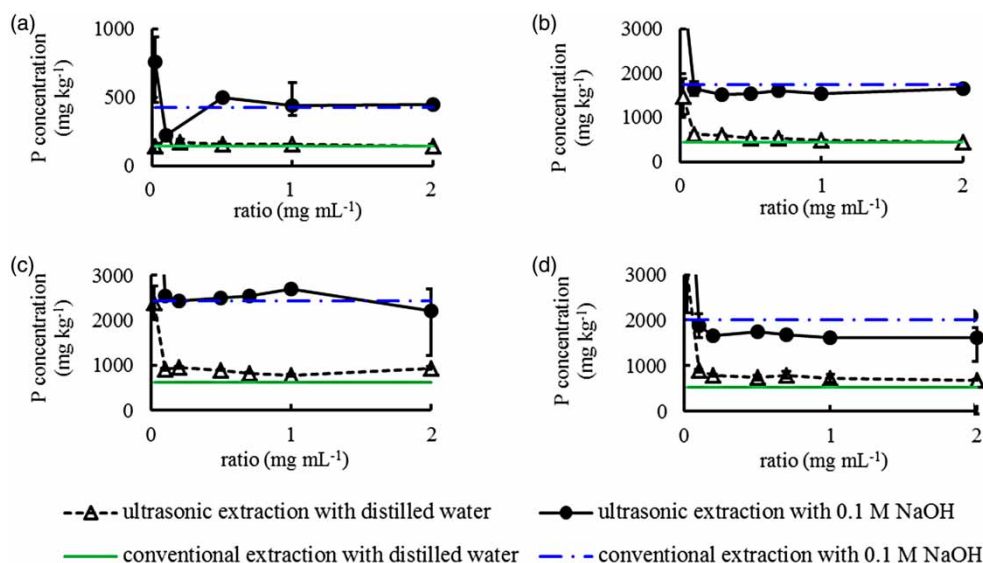 (a)
1000
500
0
P concentration
(mg kg-1)
0 1 2
ratio (mg mL-1)
(b)
3000
2000
1000
0
P concentration
(mg kg-1)
0 1 2
ratio (mg mL-1)
(c)
3000
2000
1000
0
P concentration
(mg kg-1)
0 1 2
ratio (mg mL-1)
(d)
3000
2000
1000
0
P concentration
(mg kg-1)
0 1 2
ratio (mg mL-1)
ultrasonic extraction with distilled water
ultrasonic extraction with 0.1 M NaOH
conventional extraction with distilled water
conventional extraction with 0.1 M NaOH